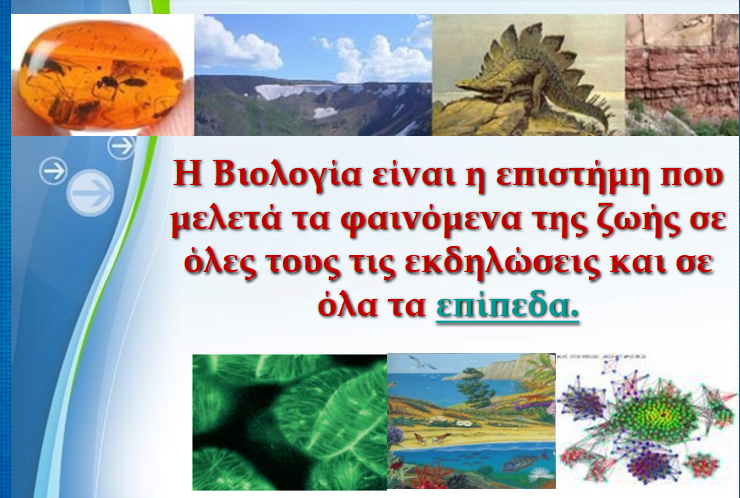 Η Βιολογία είναι η επιστήμη που
μελετά τα φαινόμενα της ζωής σε
όλες τους τις εκδηλώσεις και σε
όλα τα επίπεδα.